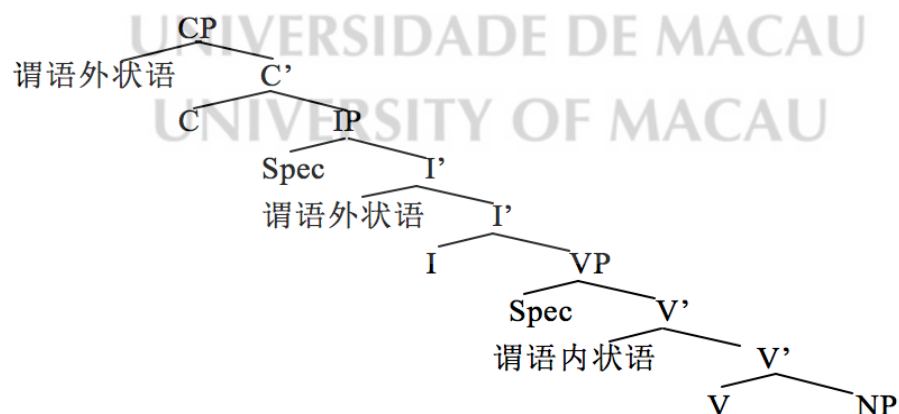 UNIVERSIDADE DE MACAU
CP
谓语外状语 C’
UNIVERSITY OF MACAU
C IP
Spec I’
谓语外状语 I’
I VP
Spec V’
谓语内状语 V’
V NP